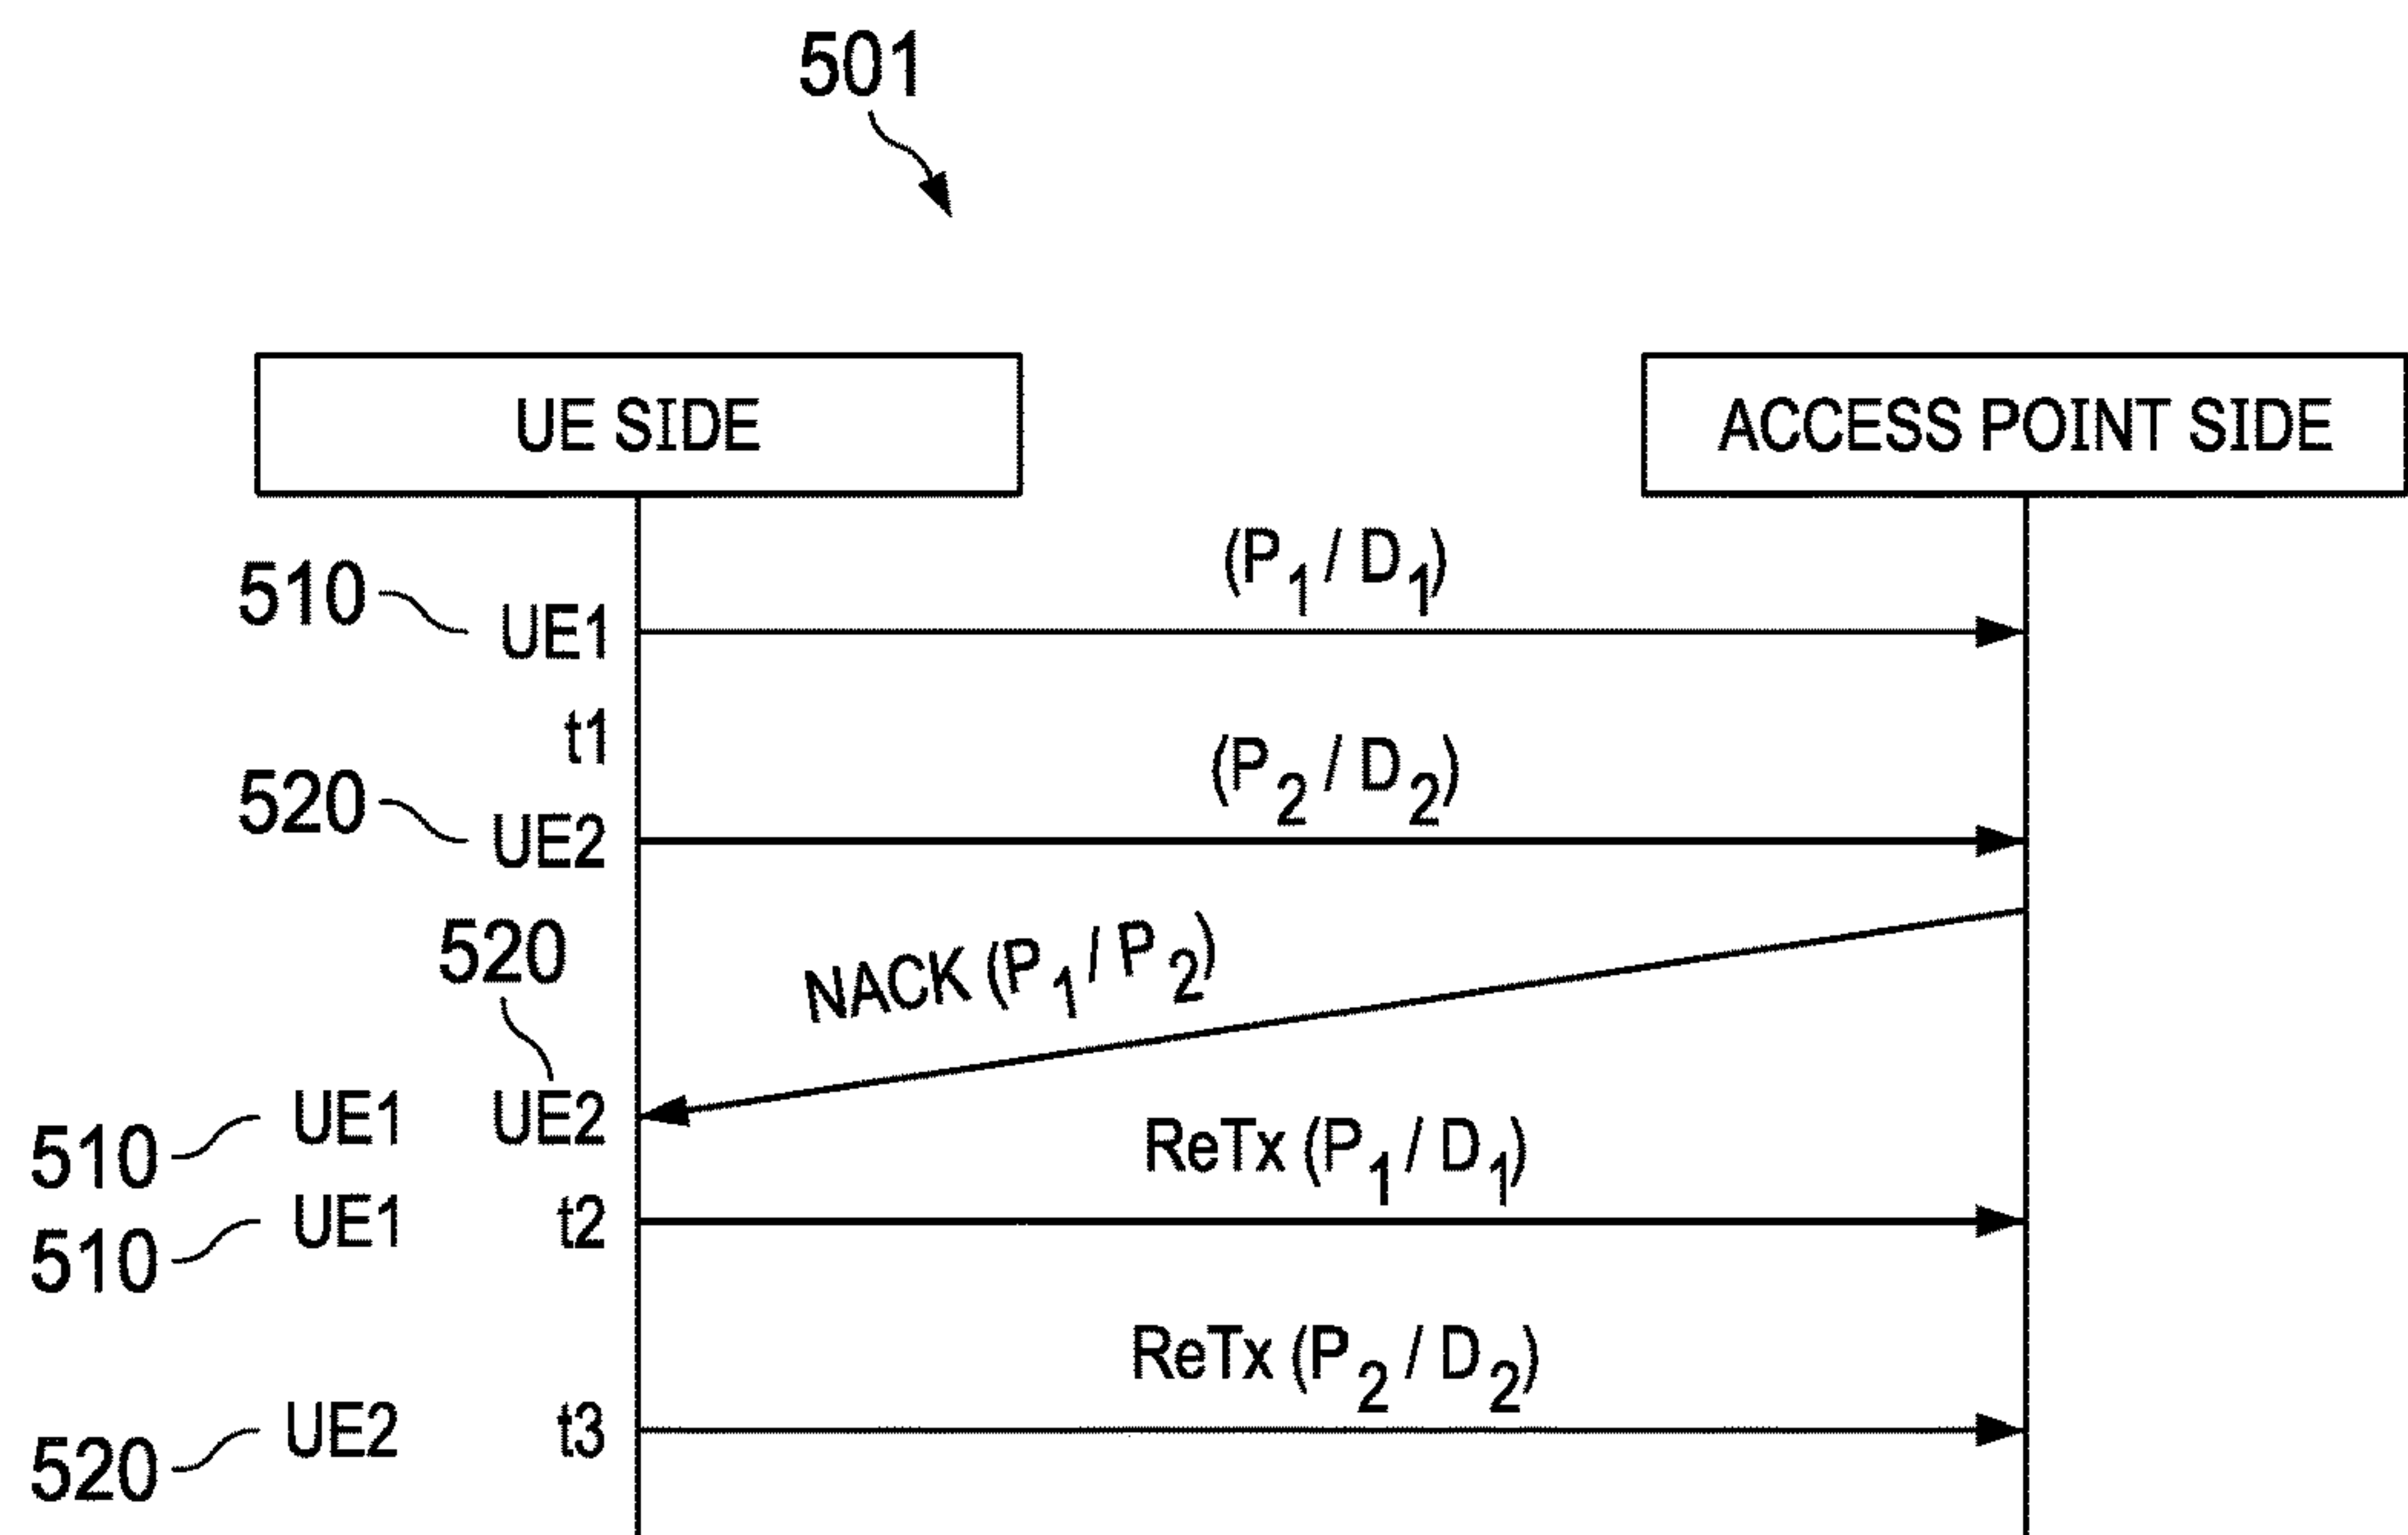 501
UE SIDE
ACCESS POINT SIDE
(P1 / D1)
510
UE1
t1
(P2 / D2)
520
UE2
NACK (P1 / P2)
520
510 UE1 UE2
ReTx (P1 / D1)
510 UE1 t2
ReTx (P2 / D2)
520 UE2 t3